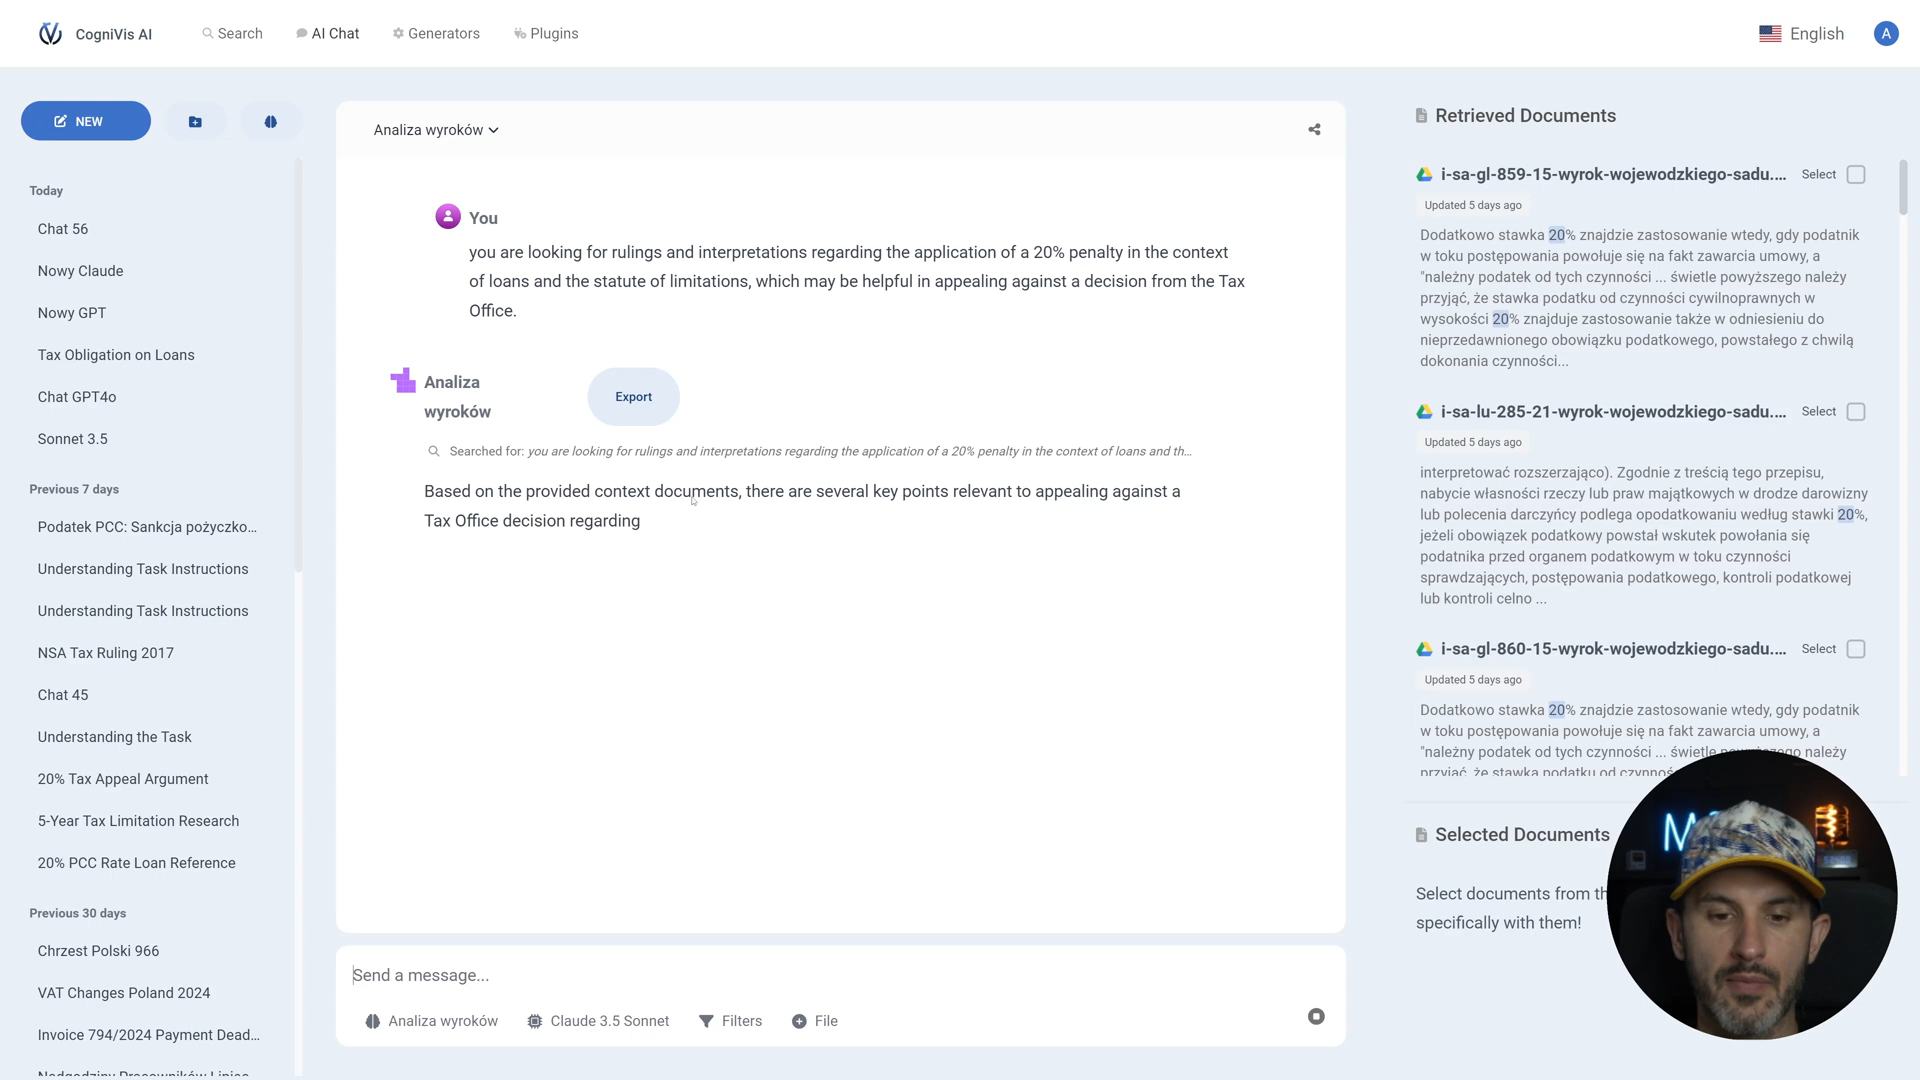 CogniVis AI
Search
AI Chat
Generators
Plugins
English
A
NEW
Today
Chat 56
Nowy Claude
Nowy GPT
Tax Obligation on Loans
Chat GPT4o
Sonnet 3.5
Previous 7 days
Podatek PCC: Sankcja pożyczko...
Understanding Task Instructions
Understanding Task Instructions
NSA Tax Ruling 2017
Chat 45
Understanding the Task
20% Tax Appeal Argument
5-Year Tax Limitation Research
20% PCC Rate Loan Reference
Previous 30 days
Chrzest Polski 966
VAT Changes Poland 2024
Invoice 794/2024 Payment Dead...
Analiza wyroków
You
you are looking for rulings and interpretations regarding the application of a 20% penalty in the context
of loans and the statute of limitations, which may be helpful in appealing against a decision from the Tax
Office.
Analiza
wyroków
Export
Searched for: you are looking for rulings and interpretations regarding the application of a 20% penalty in the context of loans and th...
Based on the provided context documents, there are several key points relevant to appealing against a
Tax Office decision regarding
Send a message...
Analiza wyroków
Claude 3.5 Sonnet
Filters
File
Retrieved Documents
i-sa-gl-859-15-wyrok-wojewodzkiego-sadu.... Select
Updated 5 days ago
Dodatkowo stawka 20% znajdzie zastosowanie wtedy, gdy podatnik
w toku postępowania powołuje się na fakt zawarcia umowy, a
"należny podatek od tych czynności ... świetle powyższego należy
przyjąć, że stawka podatku od czynności cywilnoprawnych w
wysokości 20% znajduje zastosowanie także w odniesieniu do
nieprzedawnionego obowiązku podatkowego, powstałego z chwilą
dokonania czynności...
i-sa-lu-285-21-wyrok-wojewodzkiego-sadu.... Select
Updated 5 days ago
interpretować rozszerzająco). Zgodnie z treścią tego przepisu,
nabycie własności rzeczy lub praw majątkowych w drodze darowizny
lub polecenia darczyńcy podlega opodatkowaniu według stawki 20%,
jeżeli obowiązek podatkowy powstał wskutek powołania się
podatnika przed organem podatkowym w toku czynności
sprawdzających, postępowania podatkowego, kontroli podatkowej
lub kontroli celno ...
i-sa-gl-860-15-wyrok-wojewodzkiego-sadu.... Select
Updated 5 days ago
Dodatkowo stawka 20% znajdzie zastosowanie wtedy, gdy podatnik
w toku postępowania powołuje się na fakt zawarcia umowy, a
"należny podatek od tych czynności ... świetle powyższego należy
przyjąć, że stawka podatku od
Selected Documents
Select documents from
specifically with them!